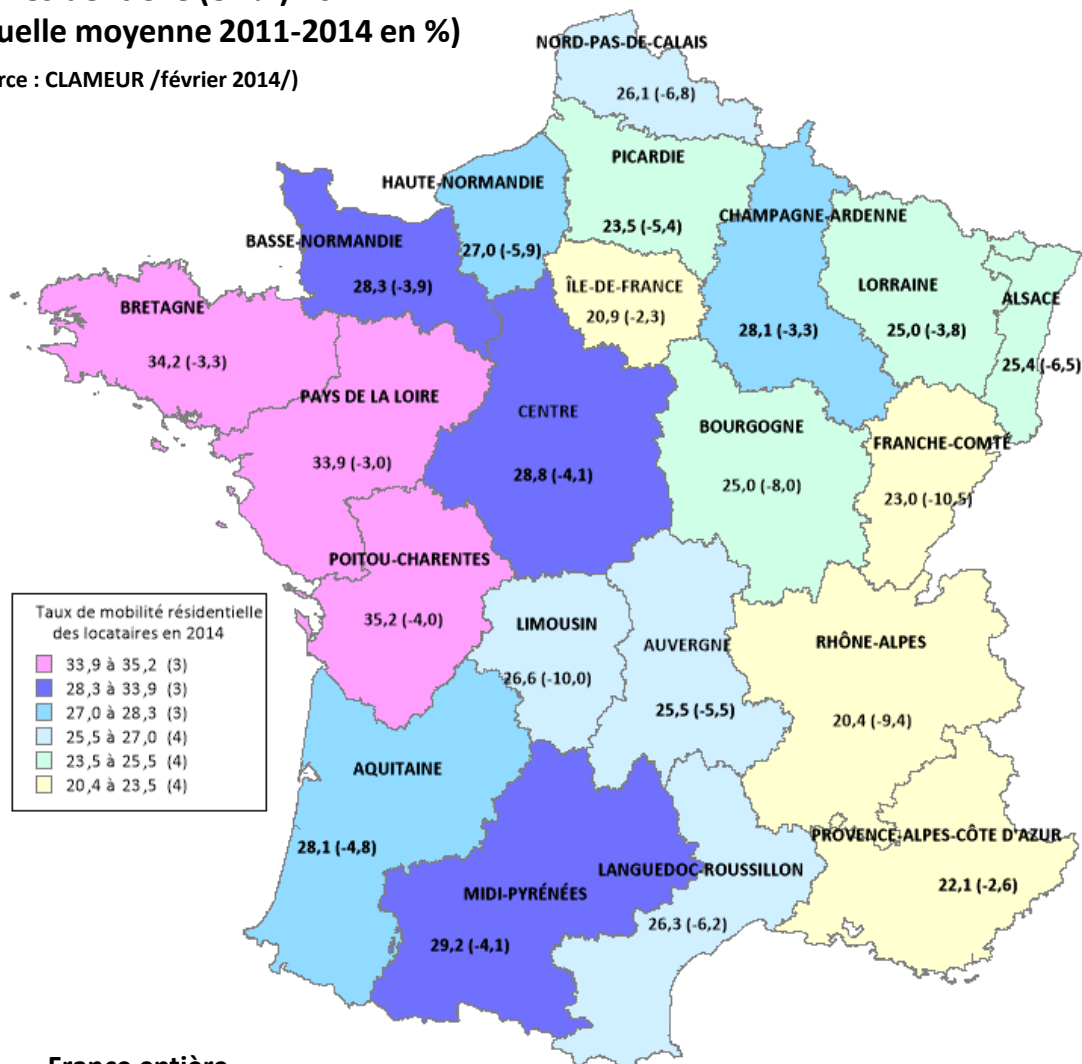 uelle moyenne 2011-2014 en %)
rce : CLAMEUR /février 2014/)
NORD-PAS-DE-CALAIS
26,1 (-6,8)
PICARDIE
23,5 (-5,4)
HAUTE-NORMANDIE
27,0 (-5,9)
CHAMPAGNE-ARDENNE
28,1 (-3,3)
BASSE-NORMANDIE
28,3 (-3,9)
ÎLE-DE-FRANCE
20,9 (-2,3)
LORRAINE
25,0 (-3,8)
ALSACE
25,4 (-6,5)
BRETAGNE
34,2 (-3,3)
PAYS DE LA LOIRE
33,9 (-3,0)
CENTRE
28,8 (-4,1)
BOURGOGNE
25,0 (-8,0)
FRANCHE-COMTÉ
23,0 (-10,5)
POITOU-CHARENTES
35,2 (-4,0)
LIMOUSIN
26,6 (-10,0)
AUVERGNE
25,5 (-5,5)
RHÔNE-ALPES
20,4 (-9,4)
Taux de mobilité résidentielle
des locataires en 2014
33,9 à 35,2 (3)
28,3 à 33,9 (3)
27,0 à 28,3 (3)
25,5 à 27,0 (4)
23,5 à 25,5 (4)
20,4 à 23,5 (4)
AQUITAINE
28,1 (-4,8)
MIDI-PYRÉNÉES
29,2 (-4,1)
LANGUEDOC-ROUSSILLON
26,3 (-6,2)
PROVENCE-ALPES-CÔTE D'AZUR
22,1 (-2,6)
France entière